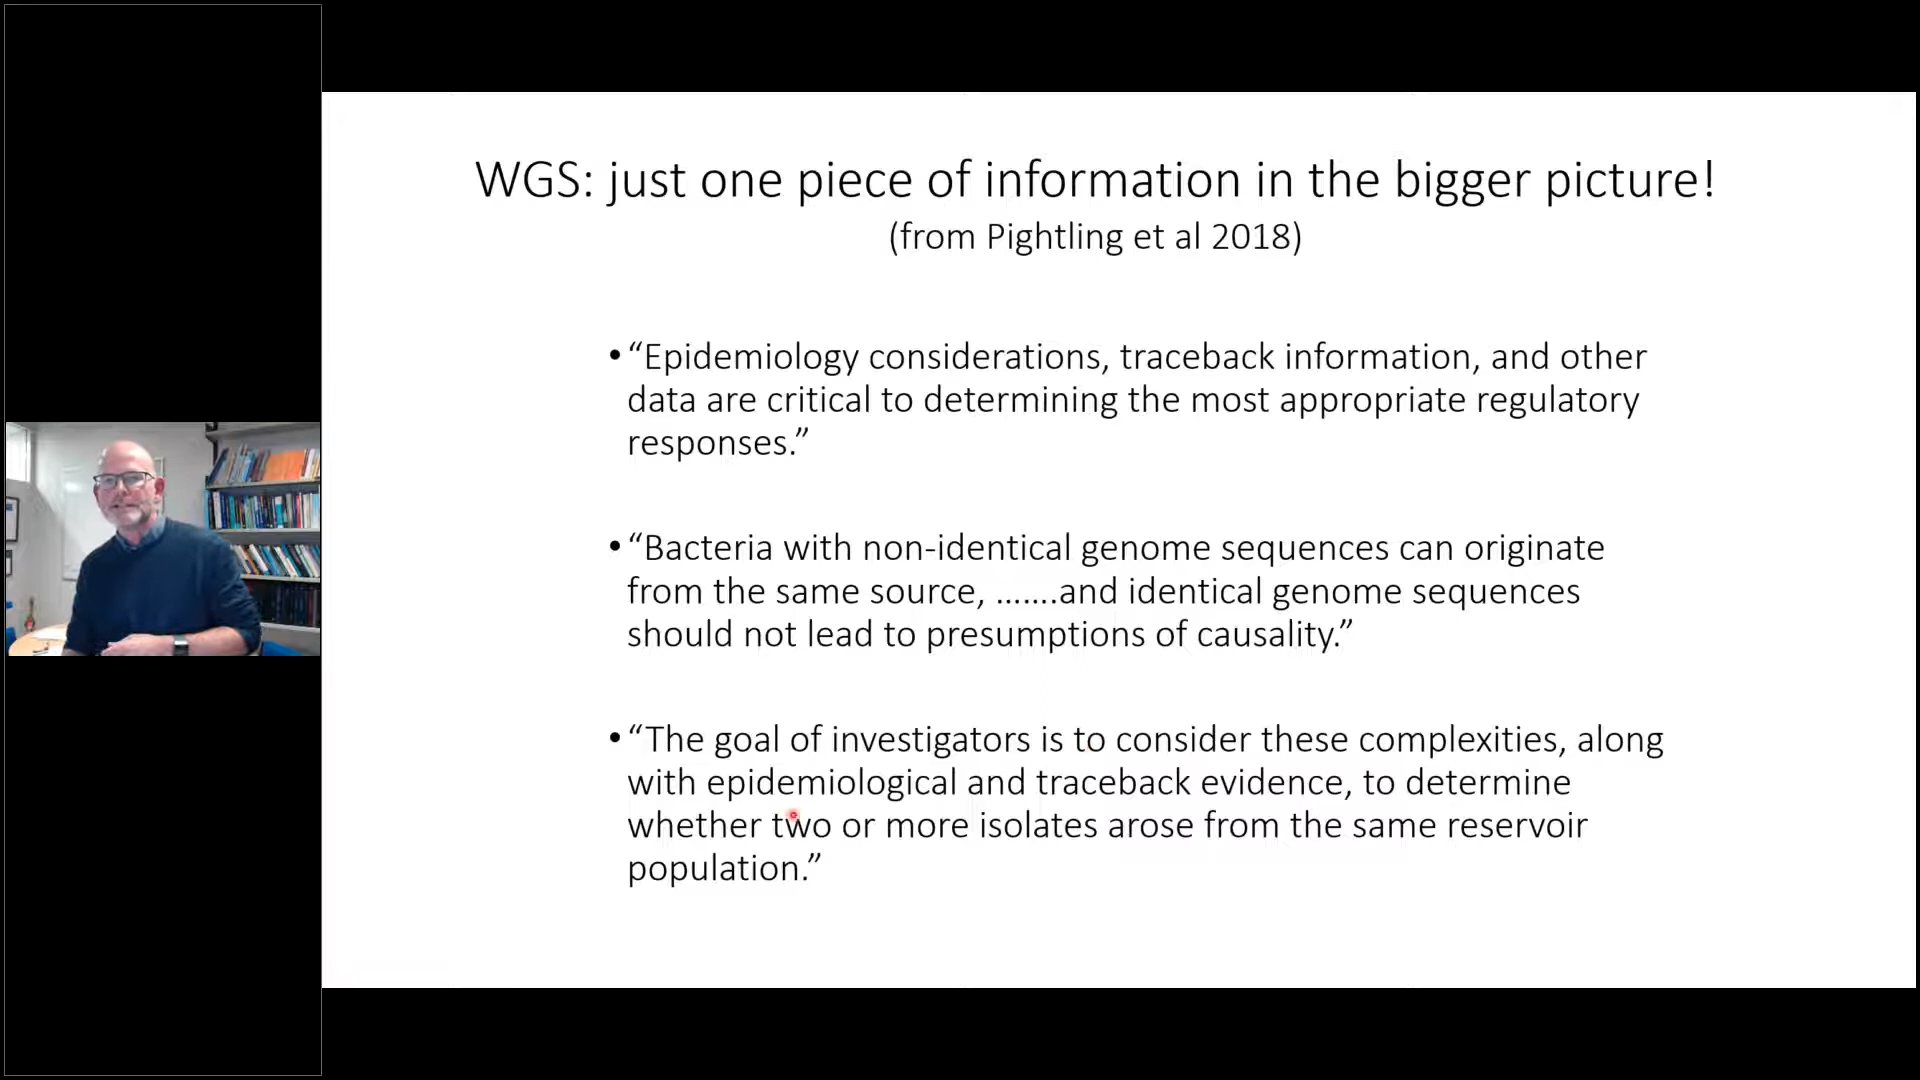 WGS: just one piece of information in the bigger picture!
(from Pightling et al 2018)
•“Epidemiology considerations, traceback information, and other
data are critical to determining the most appropriate regulatory
responses.”
•“Bacteria with non-identical genome sequences can originate
from the same source, …….and identical genome sequences
should not lead to presumptions of causality.”
•“The goal of investigators is to consider these complexities, along
with epidemiological and traceback evidence, to determine
whether two or more isolates arose from the same reservoir
population.”